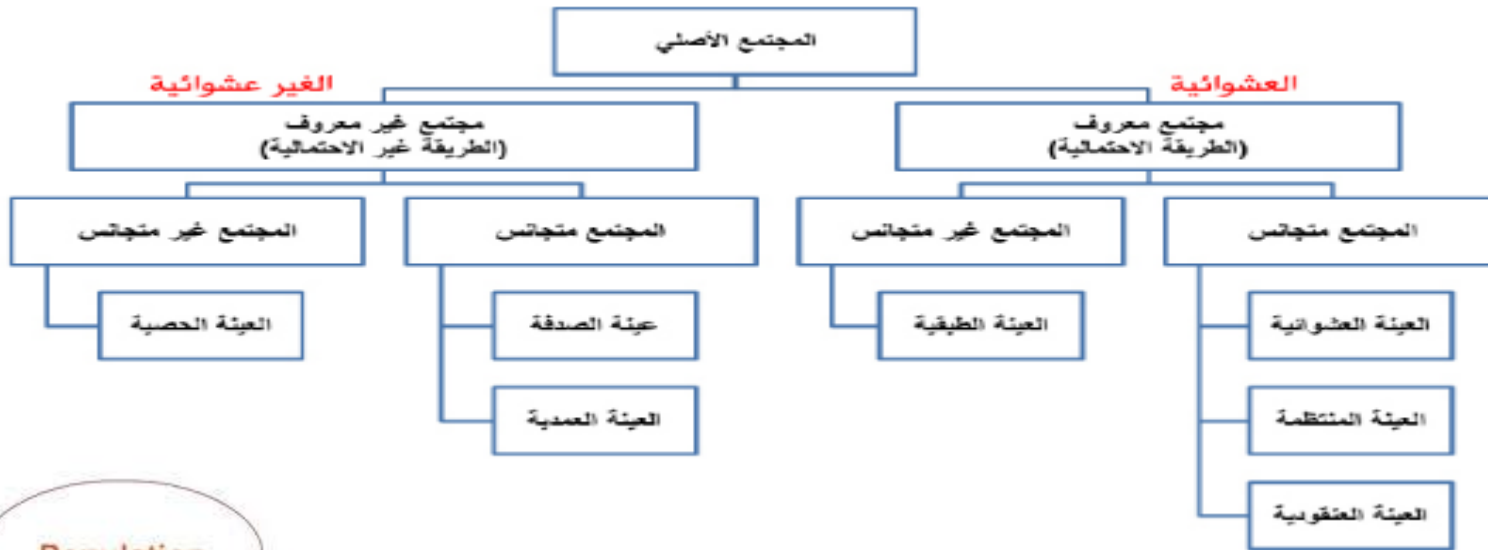 المجتمع الأصلي
العشوائية
الغير عشوائية
مجتمع معروف
(الطريقة الاحتمالية)
مجتمع غير معروف
(الطريقة غير الاحتمالية)
المجتمع متجانس
المجتمع غير متجانس
المجتمع متجانس
المجتمع غير متجانس
العينة العشوائية
العينة الطبقية
عينة الصدفة
العينة الحصية
العينة المنتظمة
العينة العمدية
العينة العنقودية